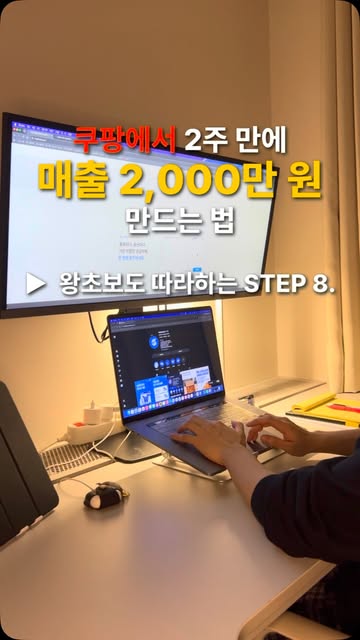 쿠팡에서 2주 만에
매출 2,000만 원
만드는 법
▶ 왕초보도 따라하는 STEP 8.